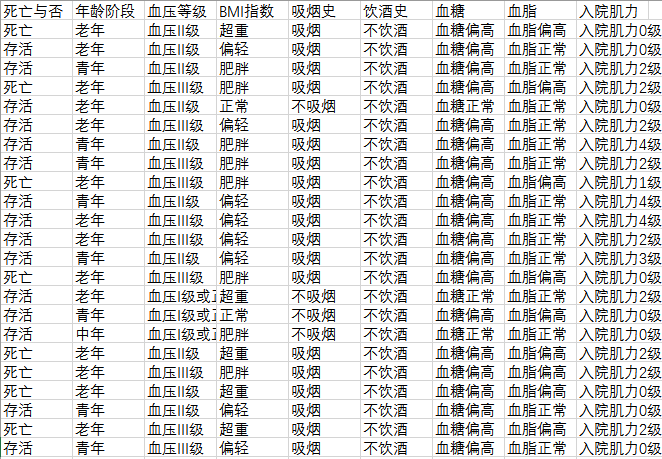 死亡与否 年龄阶段 血压等级 BMI指数 吸烟史 饮酒史 血糖 血脂 入院肌力
死亡 老年 血压II级 超重 吸烟 不饮酒 血糖偏高 血脂偏高 入院肌力0级
存活 老年 血压II级 偏轻 吸烟 不饮酒 血糖偏高 血脂正常 入院肌力0级
存活 青年 血压II级 肥胖 吸烟 不饮酒 血糖偏高 血脂正常 入院肌力2级
死亡 老年 血压III级 肥胖 吸烟 不饮酒 血糖偏高 血脂偏高 入院肌力2级
存活 老年 血压II级 正常 不吸烟 不饮酒 血糖正常 血脂正常 入院肌力0级
存活 老年 血压III级 偏轻 吸烟 不饮酒 血糖偏高 血脂正常 入院肌力2级
存活 青年 血压II级 肥胖 吸烟 不饮酒 血糖偏高 血脂正常 入院肌力4级
存活 青年 血压III级 肥胖 吸烟 不饮酒 血糖偏高 血脂正常 入院肌力2级
死亡 老年 血压III级 肥胖 吸烟 不饮酒 血糖偏高 血脂偏高 入院肌力1级
存活 青年 血压II级 偏轻 吸烟 不饮酒 血糖偏高 血脂正常 入院肌力4级
存活 老年 血压III级 偏轻 吸烟 不饮酒 血糖偏高 血脂正常 入院肌力4级
存活 老年 血压III级 偏轻 吸烟 不饮酒 血糖偏高 血脂正常 入院肌力2级
存活 青年 血压II级 偏轻 吸烟 不饮酒 血糖偏高 血脂正常 入院肌力3级
死亡 老年 血压III级 肥胖 吸烟 不饮酒 血糖偏高 血脂偏高 入院肌力0级
存活 老年 血压I级或 超重 不吸烟 不饮酒 血糖正常 血脂正常 入院肌力2级
存活 青年 血压I级或 正常 不吸烟 不饮酒 血糖偏高 血脂偏高 入院肌力0级
存活 中年 血压I级或 肥胖 不吸烟 不饮酒 血糖正常 血脂正常 入院肌力0级
死亡 老年 血压II级 超重 吸烟 不饮酒 血糖偏高 血脂偏高 入院肌力2级
死亡 老年 血压III级 肥胖 吸烟 不饮酒 血糖偏高 血脂偏高 入院肌力2级
死亡 老年 血压II级 超重 吸烟 不饮酒 血糖偏高 血脂偏高 入院肌力0级
存活 青年 血压II级 偏轻 吸烟 不饮酒 血糖偏高 血脂正常 入院肌力0级
死亡 老年 血压III级 超重 吸烟 不饮酒 血糖偏高 血脂偏高 入院肌力2级
存活 青年 血压III级 偏轻 吸烟 不饮酒 血糖偏高 血脂正常 入院肌力0级